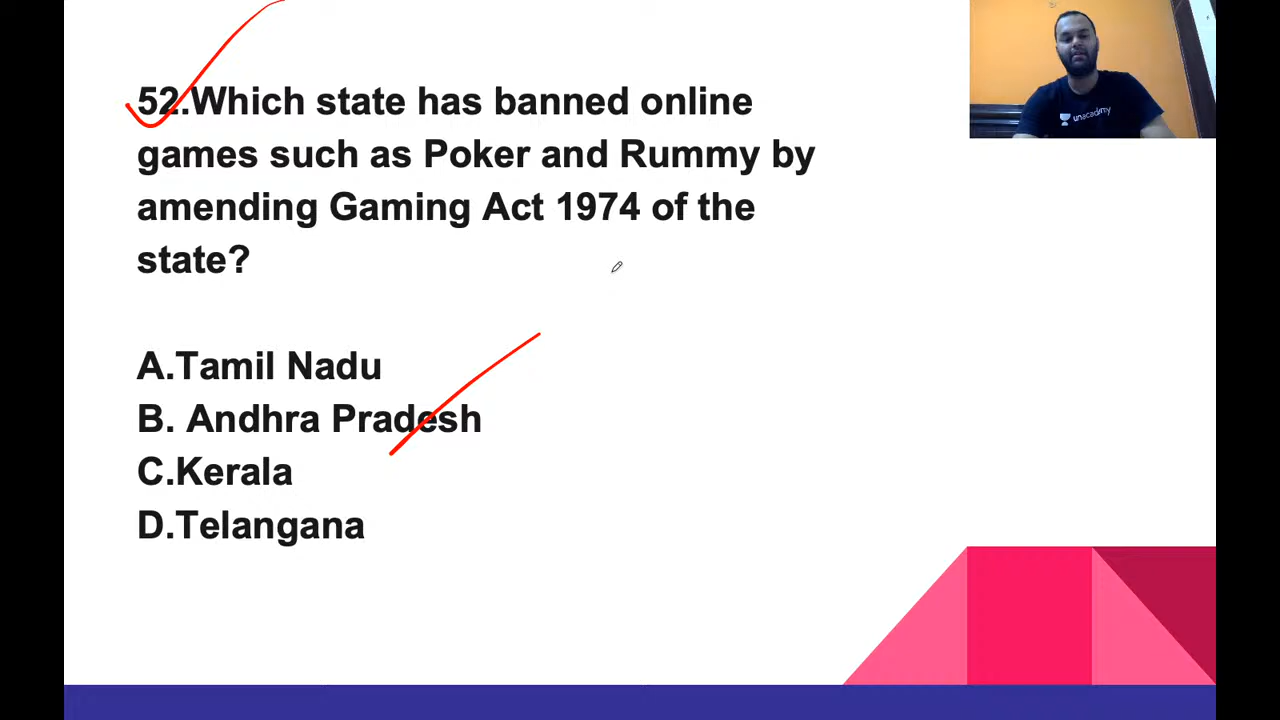 52.Which state has banned online
games such as Poker and Rummy by
amending Gaming Act 1974 of the
state?
A.Tamil Nadu
B. Andhra Pradesh
C.Kerala
D.Telangana
unacademy